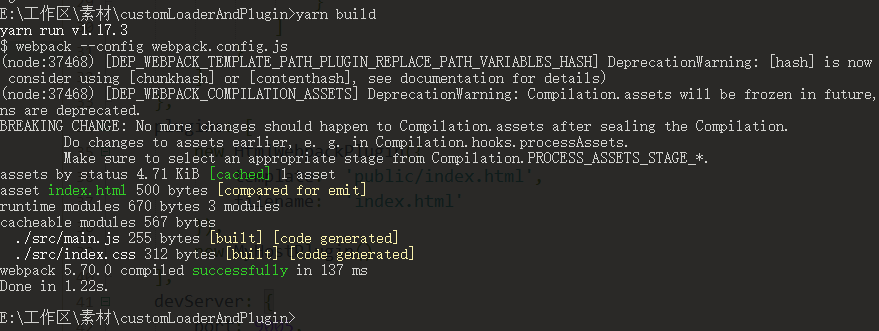 E:\工作区\素材\customLoaderAndPlugin>yarn build
yarn run v1.17.3
$ webpack --config webpack.config.js
(node:37468) [DEP_WEBPACK_TEMPLATE_PATH_PLUGIN_REPLACE_PATH_VARIABLES_HASH] DeprecationWarning: [hash] is now
consider using [chunkhash] or [contenthash], see documentation for details)
(node:37468) [DEP_WEBPACK_COMPILATION_ASSETS] DeprecationWarning: Compilation.assets will be frozen in future,
ns are deprecated.
BREAKING CHANGE: No more changes should happen to Compilation.assets after sealing the Compilation.
Do changes to assets earlier, e. g. in Compilation.hooks.processAssets.
Make sure to select an appropriate stage from Compilation.PROCESS_ASSETS_STAGE_*.
assets by status 4.71 KiB [cached] 1 asset
asset index.html 500 bytes [compared for emit]
runtime modules 670 bytes 3 modules
cacheable modules 567 bytes
./src/main.js 255 bytes [built] [code generated]
./src/index.css 312 bytes [built] [code generated]
webpack 5.70.0 compiled successfully in 137 ms
Done in 1.22s.
E:\工作区\素材\customLoaderAndPlugin>
'public/index.html',
'index.html'
41
devServer: {